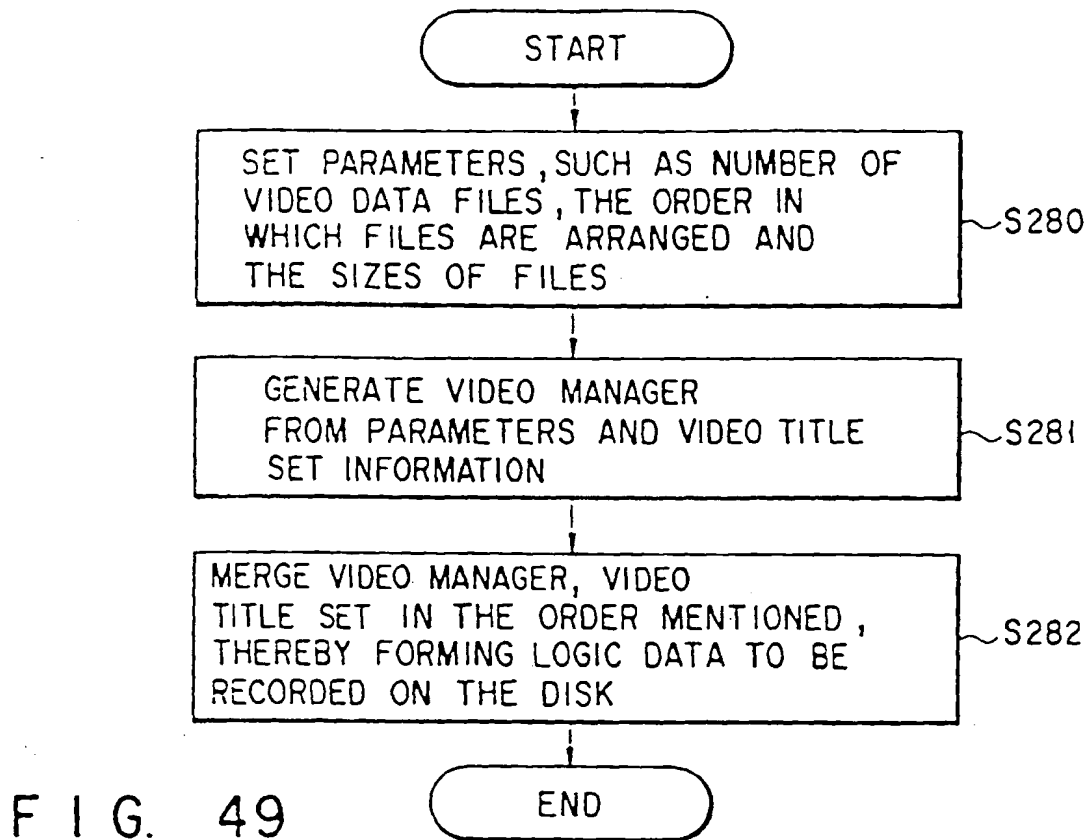 START
SET PARAMETERS, SUCH AS NUMBER OF
VIDEO DATA FILES, THE ORDER IN
WHICH FILES ARE ARRANGED AND
THE SIZES OF FILES
S280
GENERATE VIDEO MANAGER
FROM PARAMETERS AND VIDEO TITLE
SET INFORMATION
S281
MERGE VIDEO MANAGER, VIDEO
TITLE SET IN THE ORDER MENTIONED,
THEREBY FORMING LOGIC DATA TO BE
RECORDED ON THE DISK
S282
END
FIG. 49